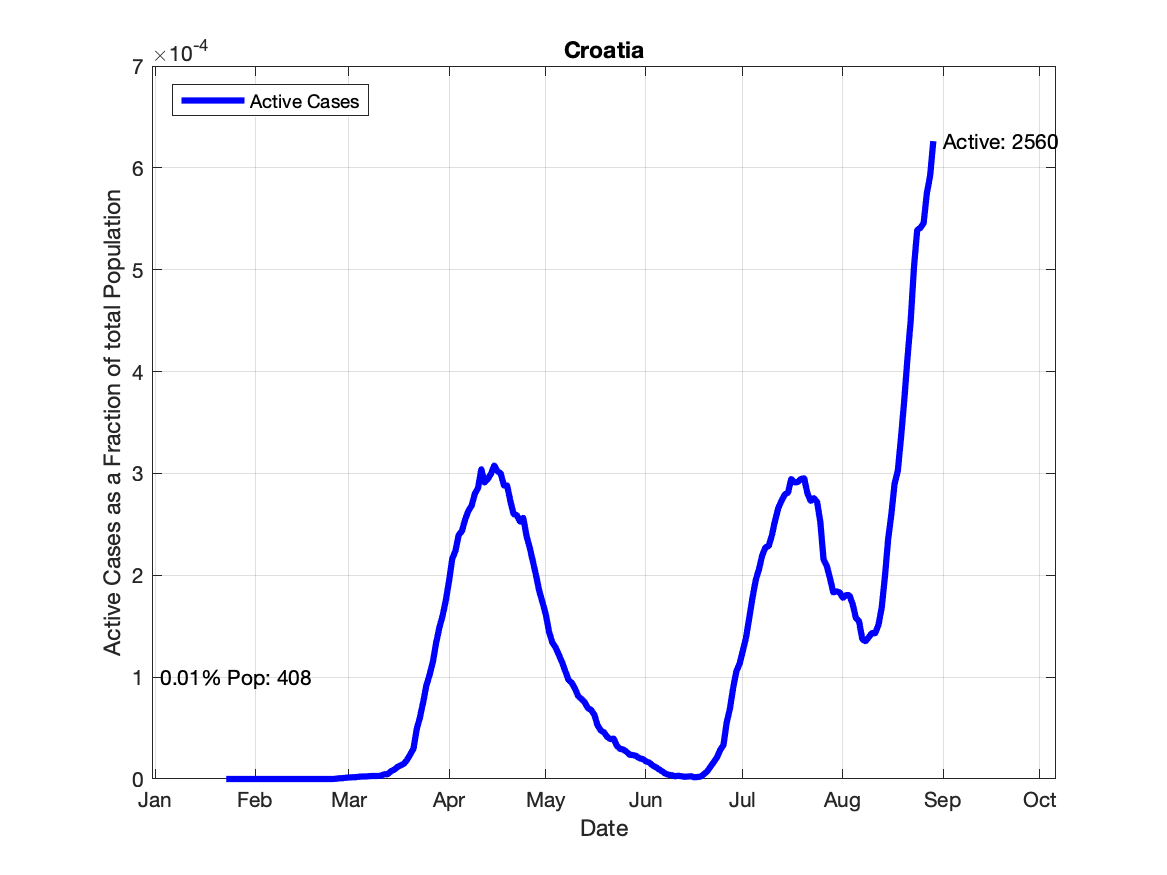 Croatia
×10⁻⁴
Active Cases
Active: 2560
0.01% Pop: 408
Active Cases as a Fraction of total Population
7
6
5
4
3
2
1
0
Jan Feb Mar Apr May Jun Jul Aug Sep Oct
Date